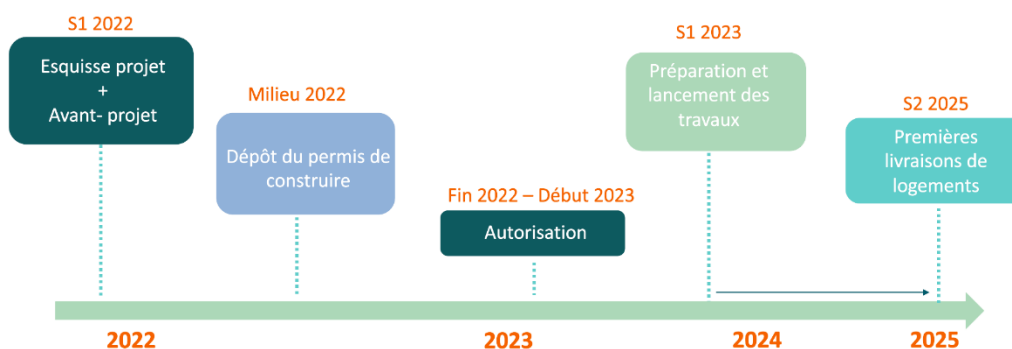 S1 2022
Esquisse projet
+
Avant- projet
Milieu 2022
Dépôt du permis de
construire
Fin 2022 – Début 2023
Autorisation
S1 2023
Préparation et
lancement des
travaux
S2 2025
Premières
livraisons de
logements
2022
2023
2024
2025